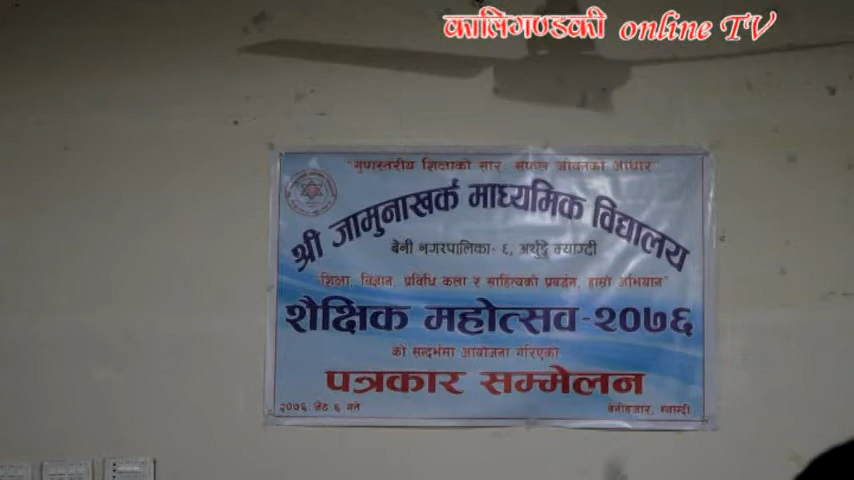 कालिगण्डकी online TV
"गुणस्तरीय शिक्षाको सार: सफल जीवनको आधार"
श्री जामुनाखर्क माध्यमिक विद्यालय
बेनी नगरपालिका- ६, अर्थुङ्गे म्याग्दी
"शिक्षा, विज्ञान, प्रविधि कला र साहित्यको प्रवर्द्धन, हाम्रो अभियान"
शैक्षिक महोत्सव-२०७६
को सन्दर्भमा आयोजना गरिएको
पत्रकार सम्मेलन
२०७६ जेठ ६ गते
बेनीबजार, म्याग्दी